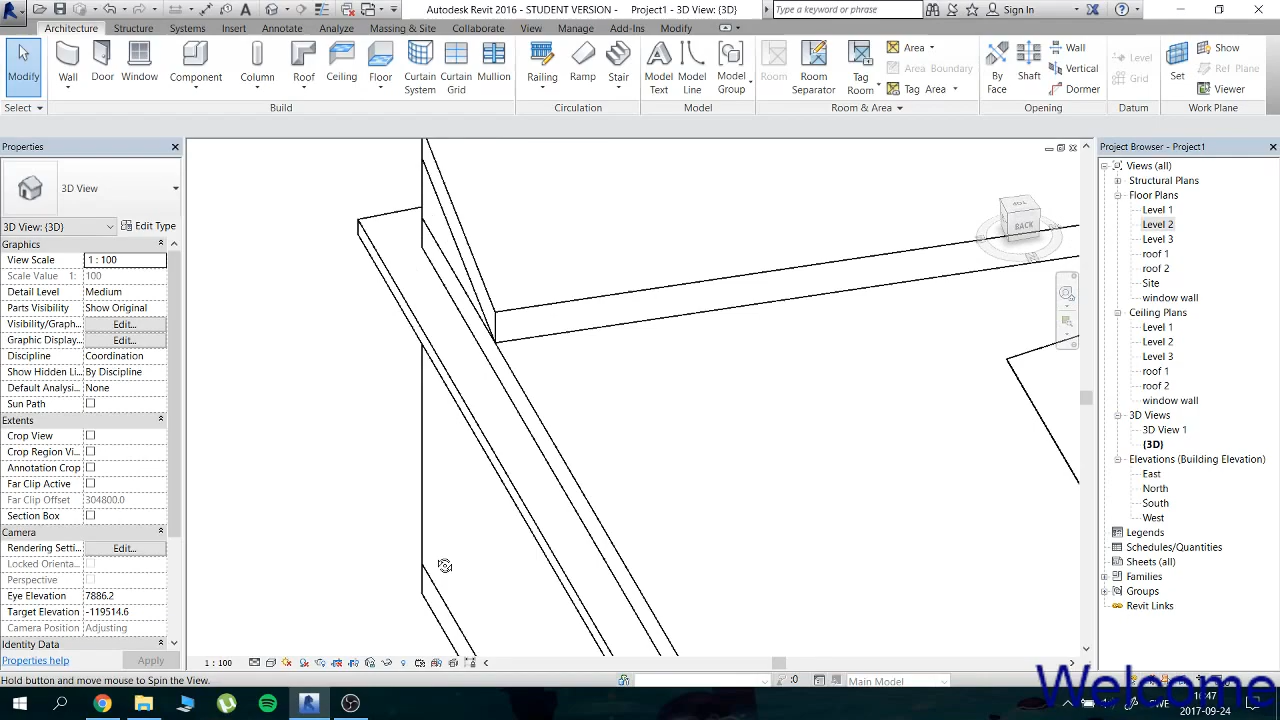 Autodesk Revit 2016 - STUDENT VERSION - Project1 - 3D View: {3D}
Type a keyword or phrase
Sign In
Architecture Structure Systems Insert Annotate Analyze Massing & Site Collaborate View Manage Add-Ins Modify
Modify Wall Door Window Component Column Roof Ceiling Floor Curtain System Curtain Grid Mullion Railing Ramp Stair Model Text Model Line Model Group Room Room Separator Tag Room Area Area Boundary Tag Area By Face Shaft Wall Vertical Dormer Level Grid Set Show Ref Plane Viewer
Select Build Circulation Model Room & Area Opening Datum Work Plane
Properties
3D View
3D View: {3D} Edit Type
Graphics
View Scale 1 : 100
Scale Value 1: 100
Detail Level Medium
Parts Visibility Show Original
Visibility/Graph... Edit...
Graphic Display... Edit...
Discipline Coordination
Show Hidden Li... By Discipline
Default Analysi... None
Sun Path
Extents
Crop View
Crop Region Vi...
Annotation Crop
Far Clip Active
Far Clip Offset 304800.0
Section Box
Camera
Rendering Setti... Edit...
Locked Orienta...
Perspective
Eye Elevation 7886.2
Target Elevation -119514.6
Camera Position Adjusting
Identity Data
Properties help Apply
BACK
Project Browser - Project1
Views (all)
Structural Plans
Floor Plans
Level 1
Level 2
Level 3
roof 1
roof 2
Site
window wall
Ceiling Plans
Level 1
Level 2
Level 3
roof 1
roof 2
window wall
3D Views
3D View 1
{3D}
Elevations (Building Elevation)
East
North
South
West
Legends
Schedules/Quantities
Sheets (all)
Families
Groups
Revit Links
1 : 100
Hold button and move mouse to Spin the View.
:0
Main Model
Welcome
SWE
10:47
2017-09-24